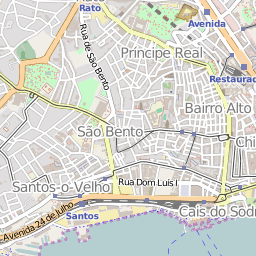 Rato
Avenida
Rua de São Bento
Príncipe Real
Restaurad
Bairro Alto
São Bento
Chi
Santos-o-Velho
Rua Dom Luís I
Avenida 24 de Julho
Santos
Cais do Sodr